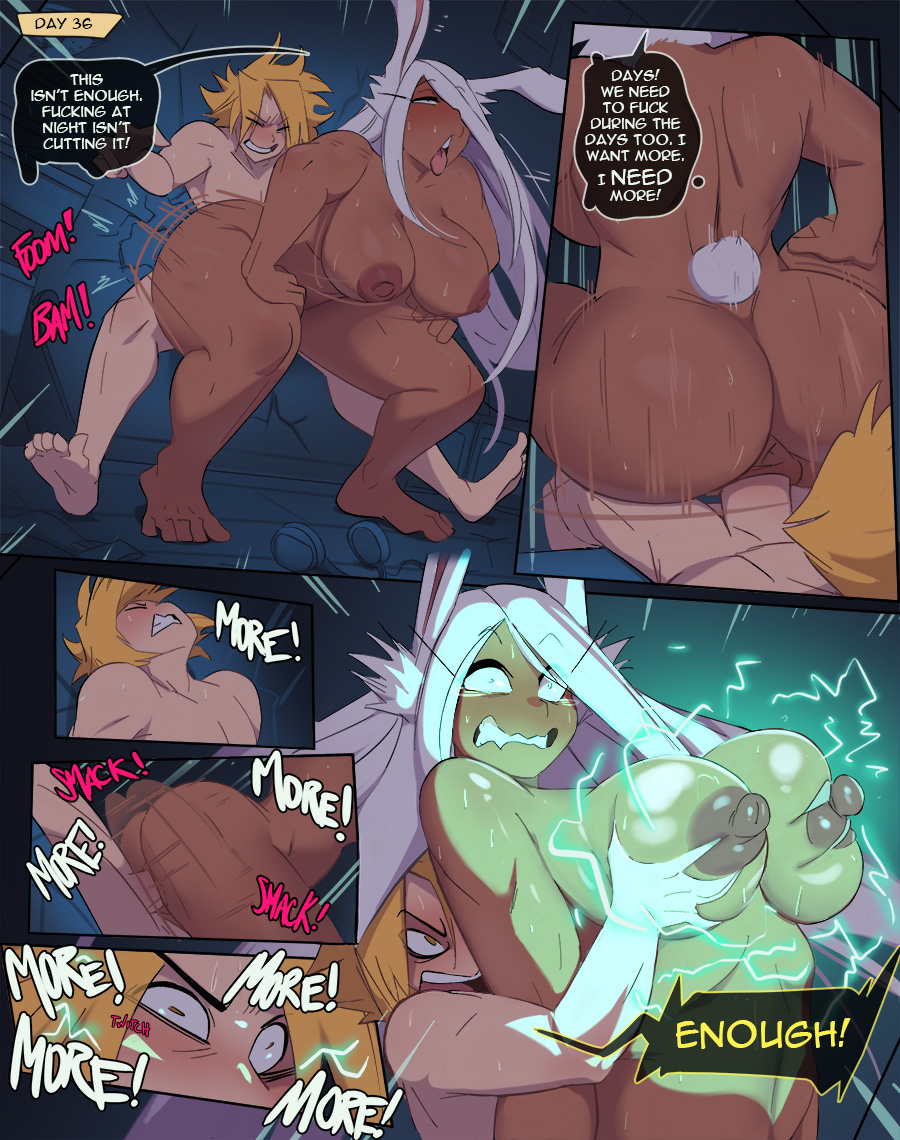 DAY 36
THIS
ISN'T ENOUGH.
FUCKING AT
NIGHT ISN'T
CUTTING IT!
DAYS!
WE NEED
TO FUCK
DURING THE
DAYS TOO. I
WANT MORE.
I NEED
MORE!
FOOM!
BAM!
MORE!
SMACK!
MORE!
MORE!
SMACK!
MORE!
MORE!
TWITCH
MORE!
MORE!
ENOUGH!